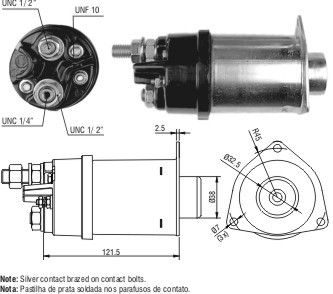 UNC 1/2"
UNF 10
UNC 1/4"
UNC 1/2"
2.5
R45
Ø32.5
Ø38
Ø7
(3x)
121.5
Note: Silver contact brazed on contact bolts.
Nota: Pastilha de prata soldada nos parafusos de contato.